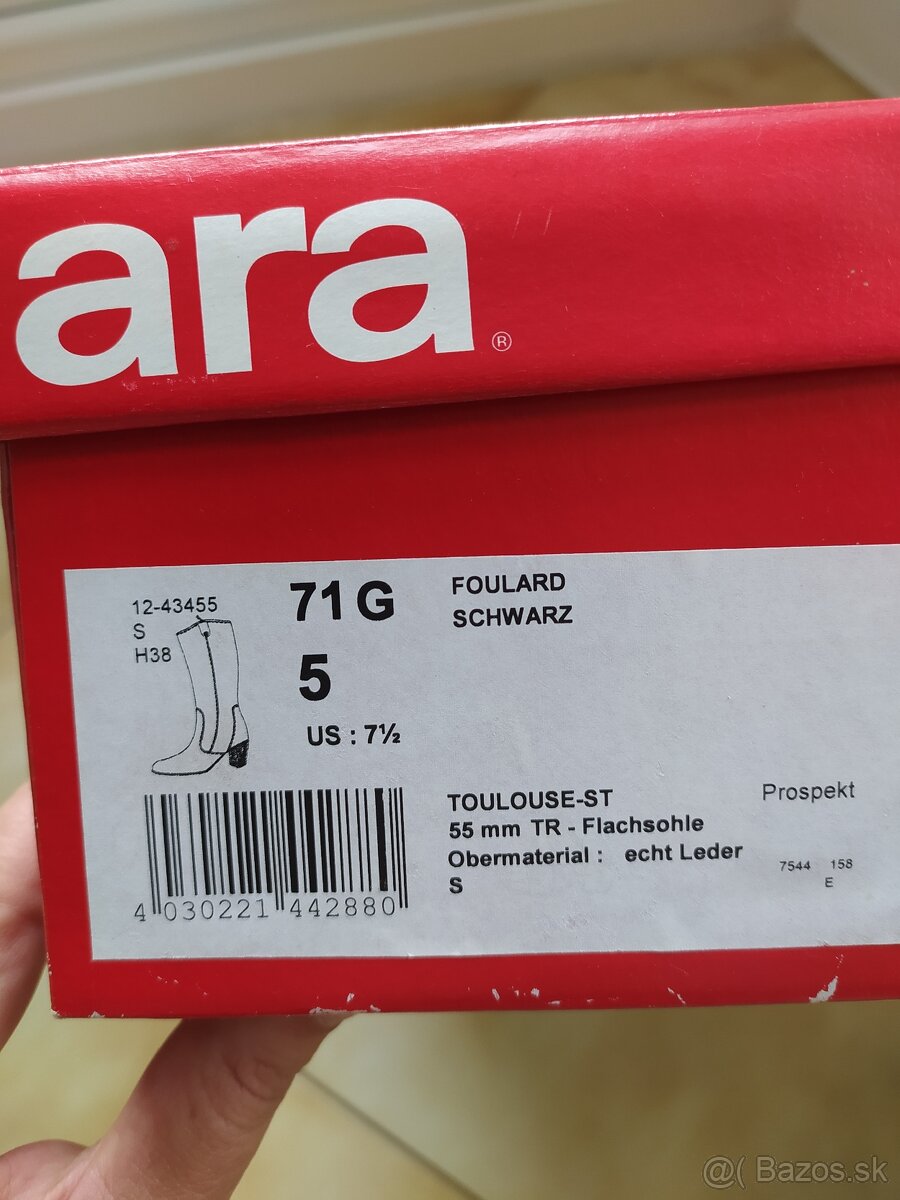 ara®
12-43455
S
H38
71 G
5
US : 7½
FOULARD
SCHWARZ
TOULOUSE-ST
55 mm TR - Flachsohle
Obermaterial : echt Leder
S
Prospekt
7544 158
E
4 030221 442880
@( Bazos.sk